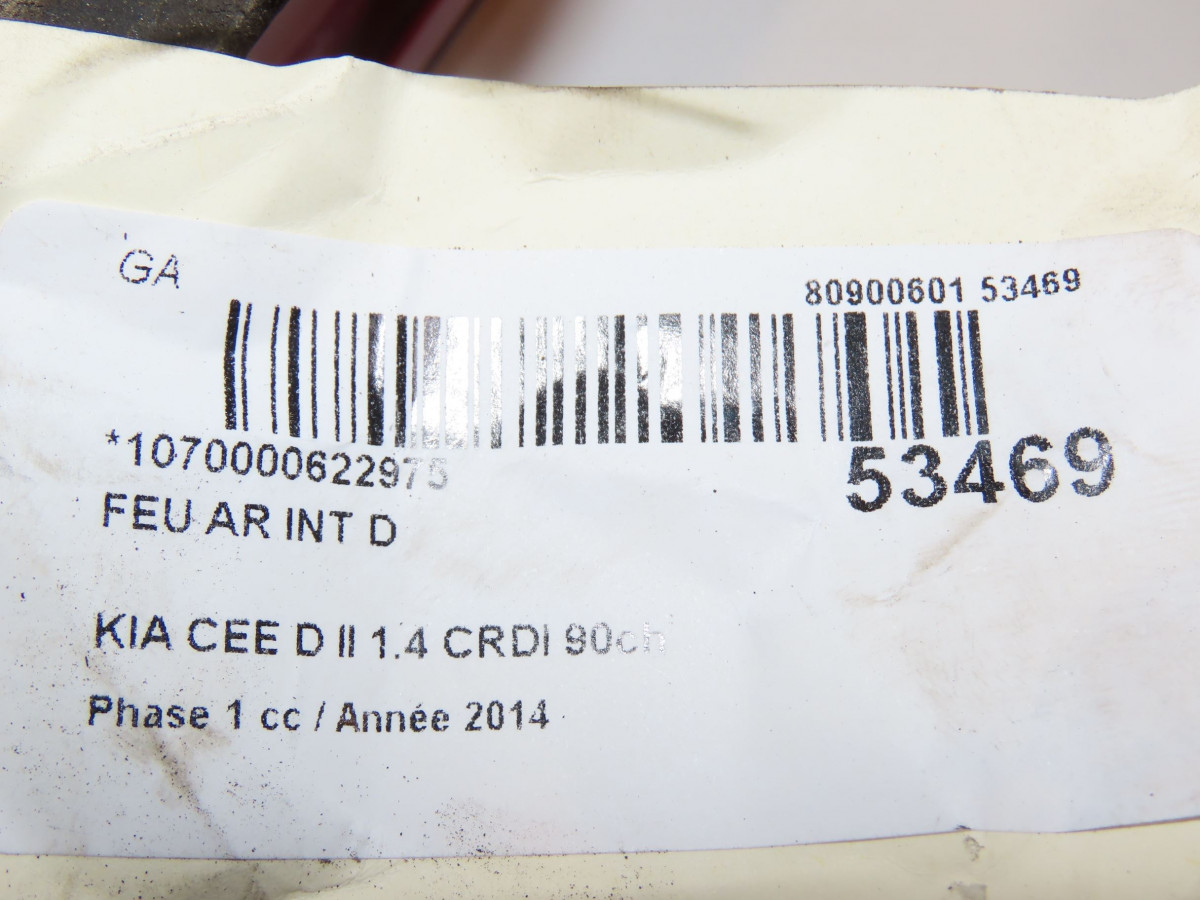 GA
80900601 53469
*1070000622975
53469
FEU AR INT D
KIA CEE D II 1.4 CRDI 90ch
Phase 1 cc / Année 2014